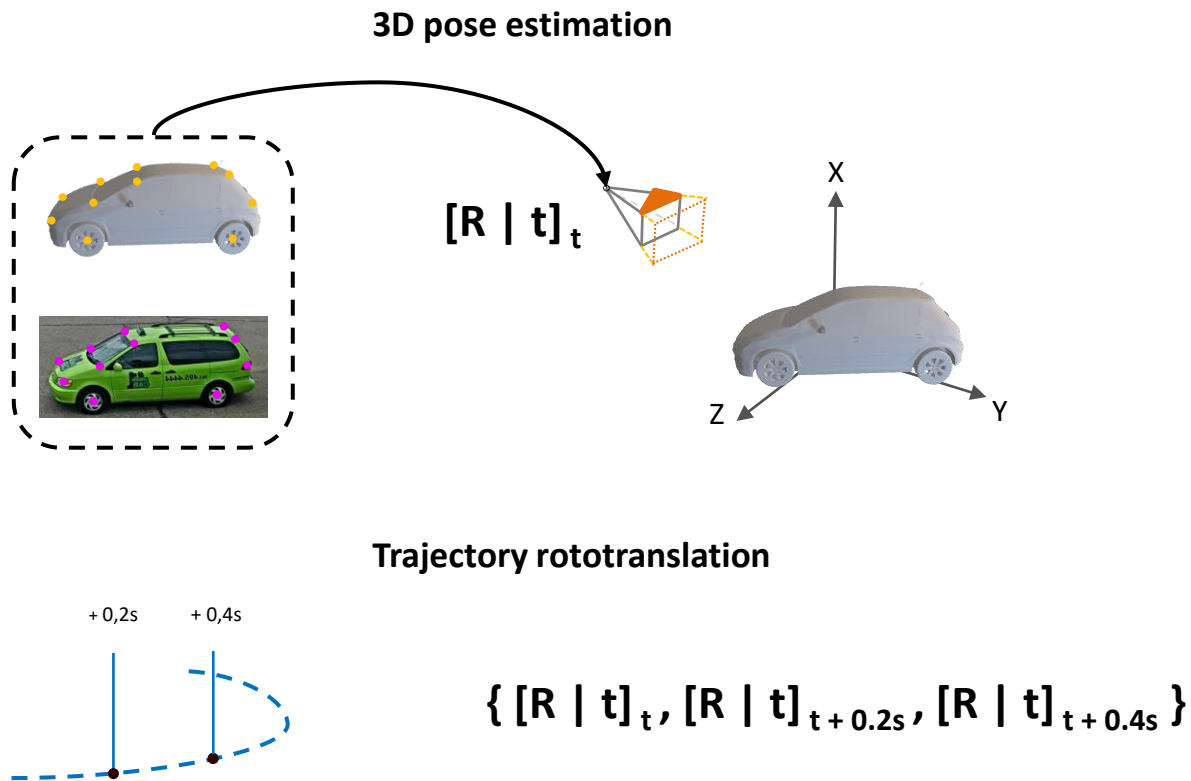 3D pose estimation
[R | t] t
X
Z
Y
Trajectory rototranslation
+ 0,2s
+ 0,4s
{ [R | t] t , [R | t] t + 0.2s , [R | t] t + 0.4s }